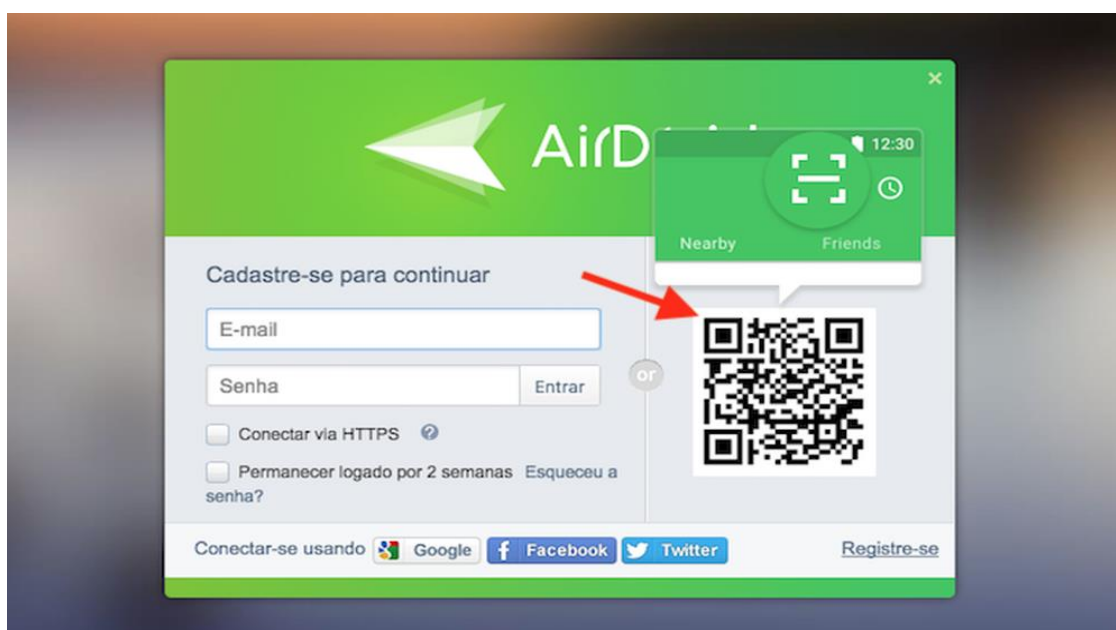 AirD
12:30
Nearby Friends
Cadastre-se para continuar
E-mail
Senha Entrar
or
Conectar via HTTPS ?
Permanecer logado por 2 semanas Esqueceu a
senha?
Conectar-se usando Google f Facebook Twitter Registre-se